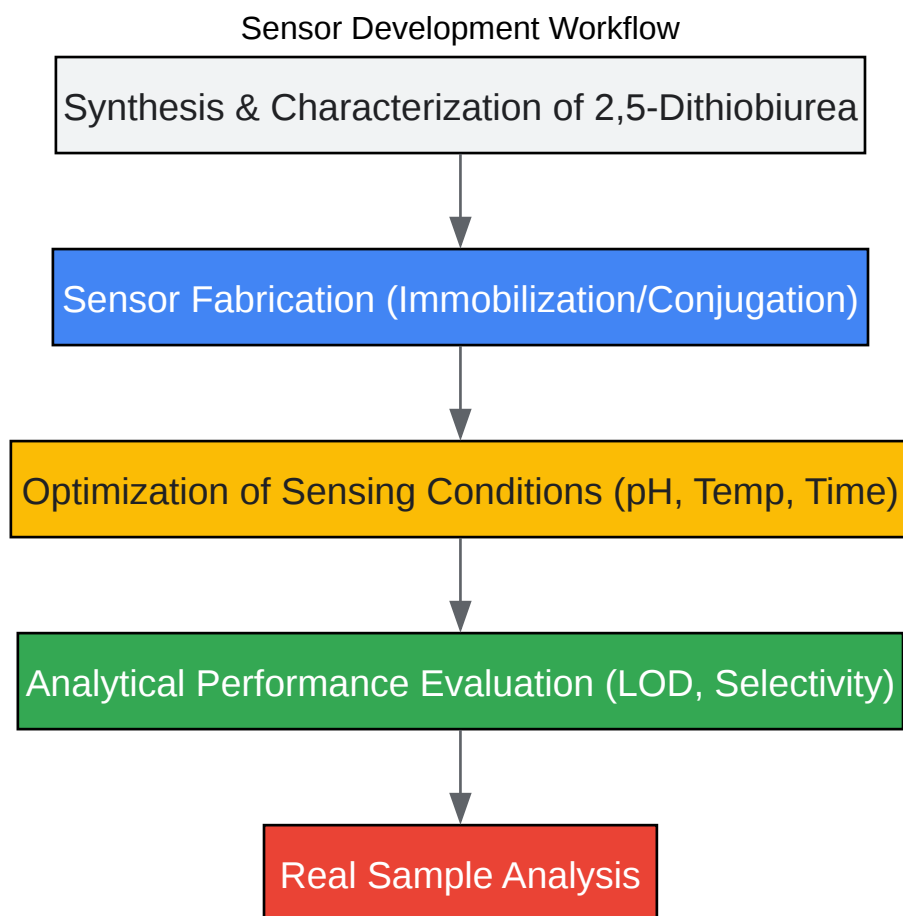 Sensor Development Workflow
Synthesis & Characterization of 2,5-Dithiobiurea
Sensor Fabrication (Immobilization/Conjugation)
Optimization of Sensing Conditions (pH, Temp, Time)
Analytical Performance Evaluation (LOD, Selectivity)
Real Sample Analysis